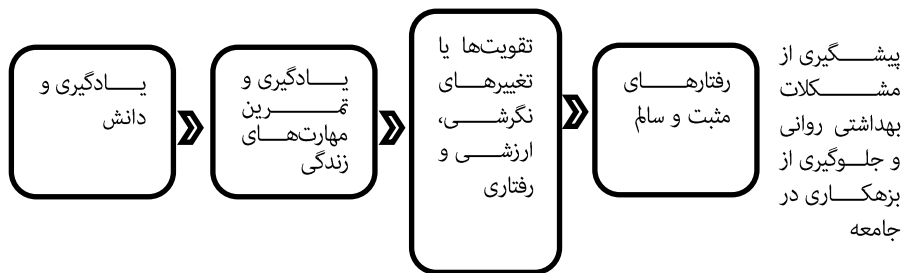 یادگیری و
دانش
یادگیری و
تمرین
مهارت‌های
زندگی
تقویت‌ها یا
تغییرهای
نگرشی،
ارزشی و
رفتاری
رفتارهای
مثبت و سالم
پیشگیری از
مشکلات
بهداشتی روانی
و جلوگیری از
بزهکاری در
جامعه